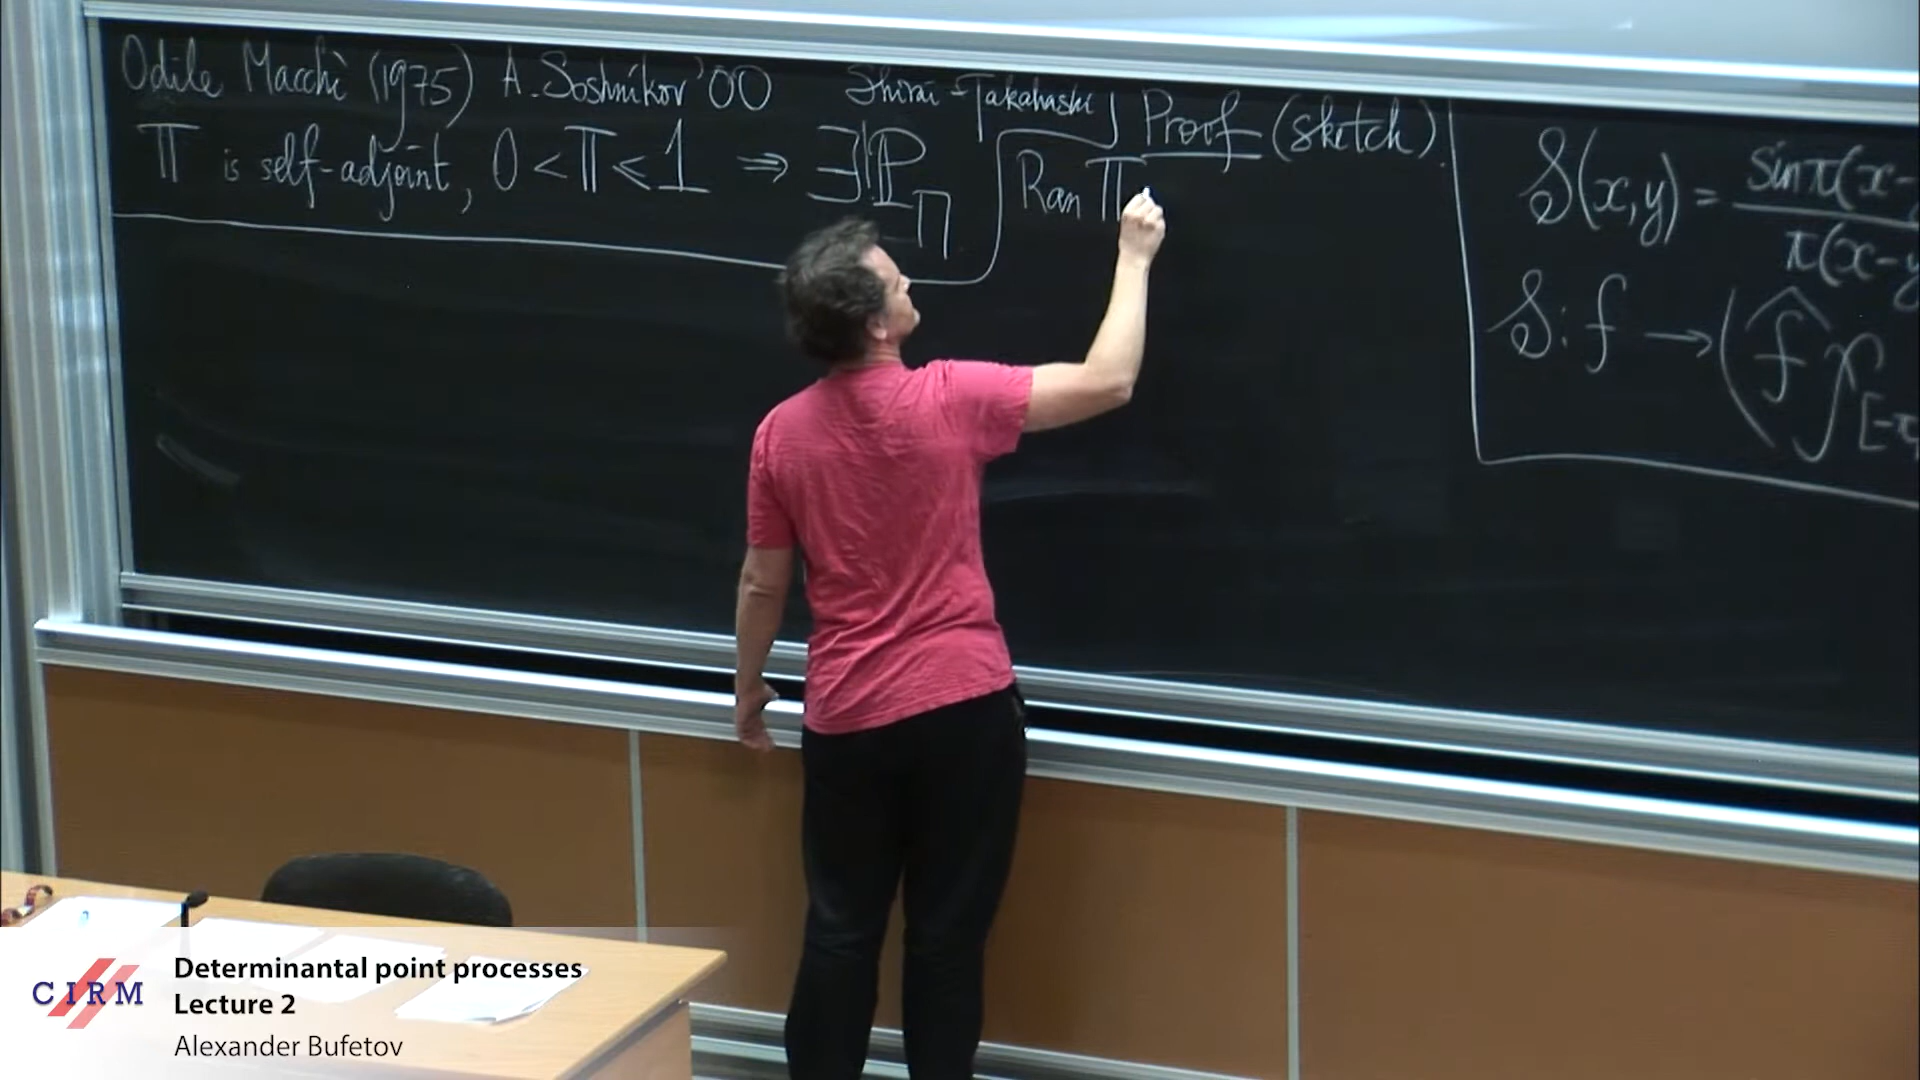 Odile Macchi (1975) A. Soshnikov '00 Shirai - Takahashi
Π is self-adjoint, 0 < Π ≤ 1 ⇒ ∃ ℙ_Π
Proof (sketch).
Ran Π
S(x,y) = sin π(x-
π(x-y
S: f → (f̂ χ_[-π
CIRM
Determinantal point processes
Lecture 2
Alexander Bufetov